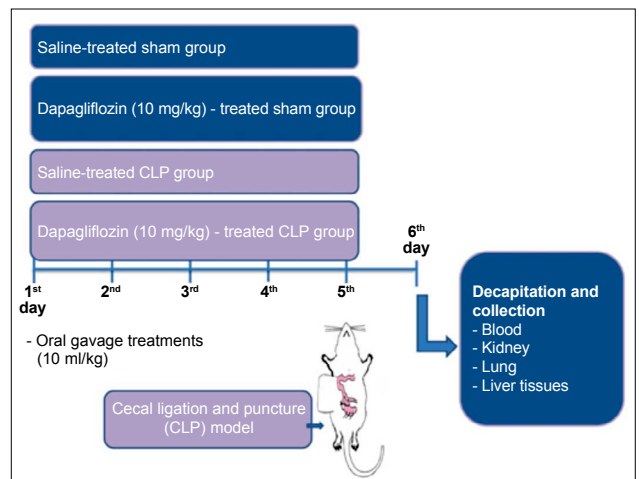 Saline-treated sham group
Dapagliflozin (10 mg/kg) - treated sham group
Saline-treated CLP group
Dapagliflozin (10 mg/kg) - treated CLP group
6th
day
1st
day
2nd
3rd
4th
5th
- Oral gavage treatments
(10 ml/kg)
Cecal ligation and puncture
(CLP) model
Decapitation and
collection
- Blood
- Kidney
- Lung
- Liver tissues